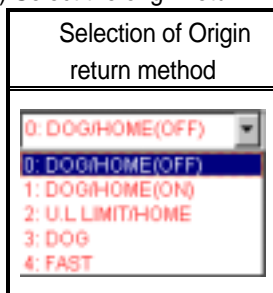 Selection of Origin
return method
0: DOG/HOME(OFF)
0: DOG/HOME(OFF)
1: DOG/HOME(ON)
2: U.L LIMIT/HOME
3: DOG
4: FAST